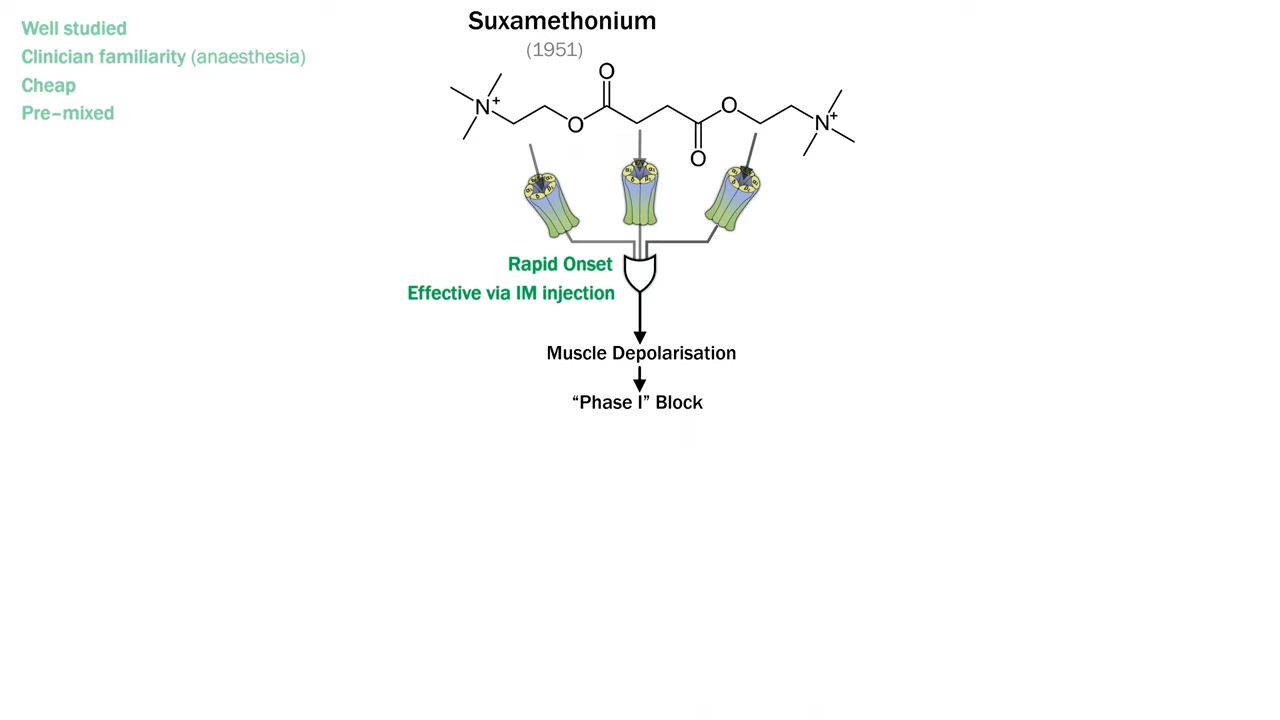 Well studied
Clinician familiarity (anaesthesia)
Cheap
Pre-mixed
Suxamethonium
(1951)
O
N+
O
O
O
N+
Rapid Onset
Effective via IM injection
Muscle Depolarisation
“Phase I” Block